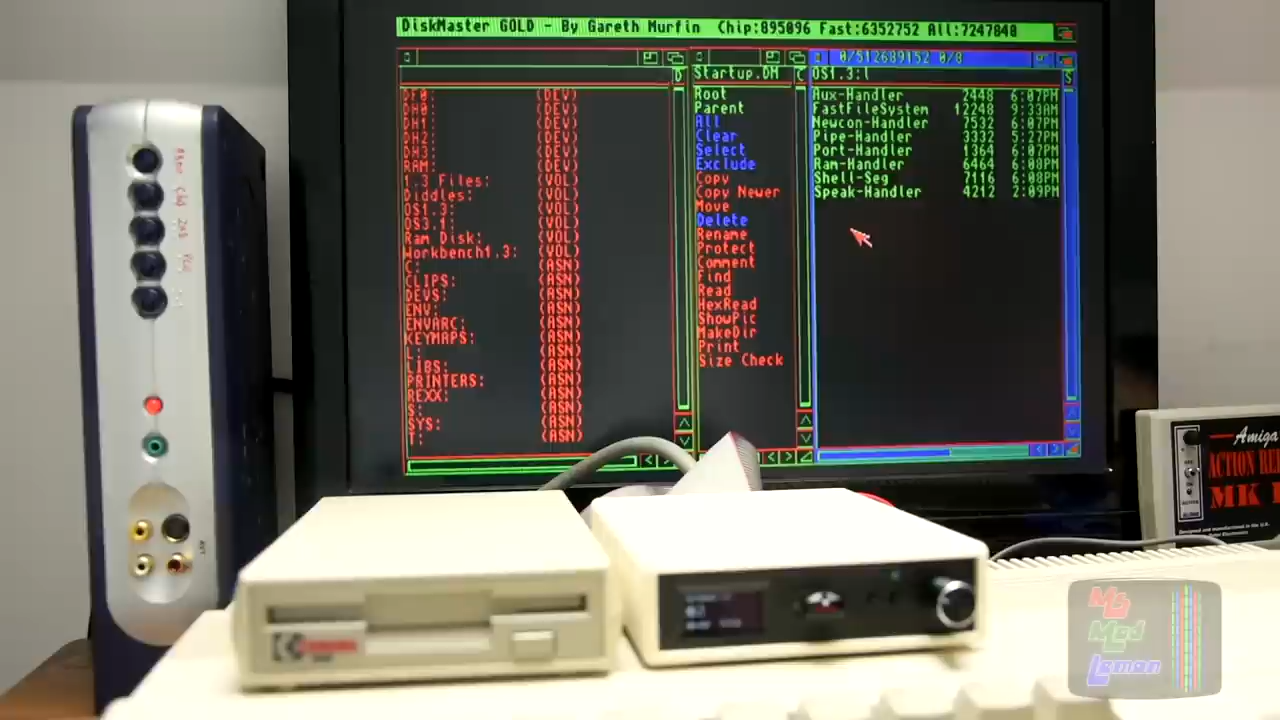 DiskMaster GOLD - By Gareth Murfin  Chip:895096 Fast:6352752 All:7247848
0/512689152 0/8
D
Startup.DM
C
OS1.3:l
S
DF0: (DEV)
DH0: (DEV)
DH1: (DEV)
DH2: (DEV)
DH3: (DEV)
RAM: (DEV)
1.3 Files: (VOL)
Diddles: (VOL)
OS1.3: (VOL)
OS3.1: (VOL)
Ram Disk: (VOL)
Workbench1.3: (VOL)
C: (ASN)
CLIPS: (ASN)
DEVS: (ASN)
ENV: (ASN)
ENVARC: (ASN)
KEYMAPS: (ASN)
L: (ASN)
LIBS: (ASN)
PRINTERS: (ASN)
REXX: (ASN)
S: (ASN)
SYS: (ASN)
T: (ASN)
Root
Parent
All
Clear
Select
Exclude
Copy
Copy Newer
Move
Delete
Rename
Protect
Comment
Find
Read
HexRead
ShowPic
MakeDir
Print
Size Check
Aux-Handler 2448 6:07PM
FastFileSystem 12248 9:33AM
Newcon-Handler 7532 6:07PM
Pipe-Handler 3332 5:27PM
Port-Handler 1364 6:07PM
Ram-Handler 6464 6:08PM
Shell-Seg 7116 6:08PM
Speak-Handler 4212 2:09PM
Amiga
ACTION RE
MK